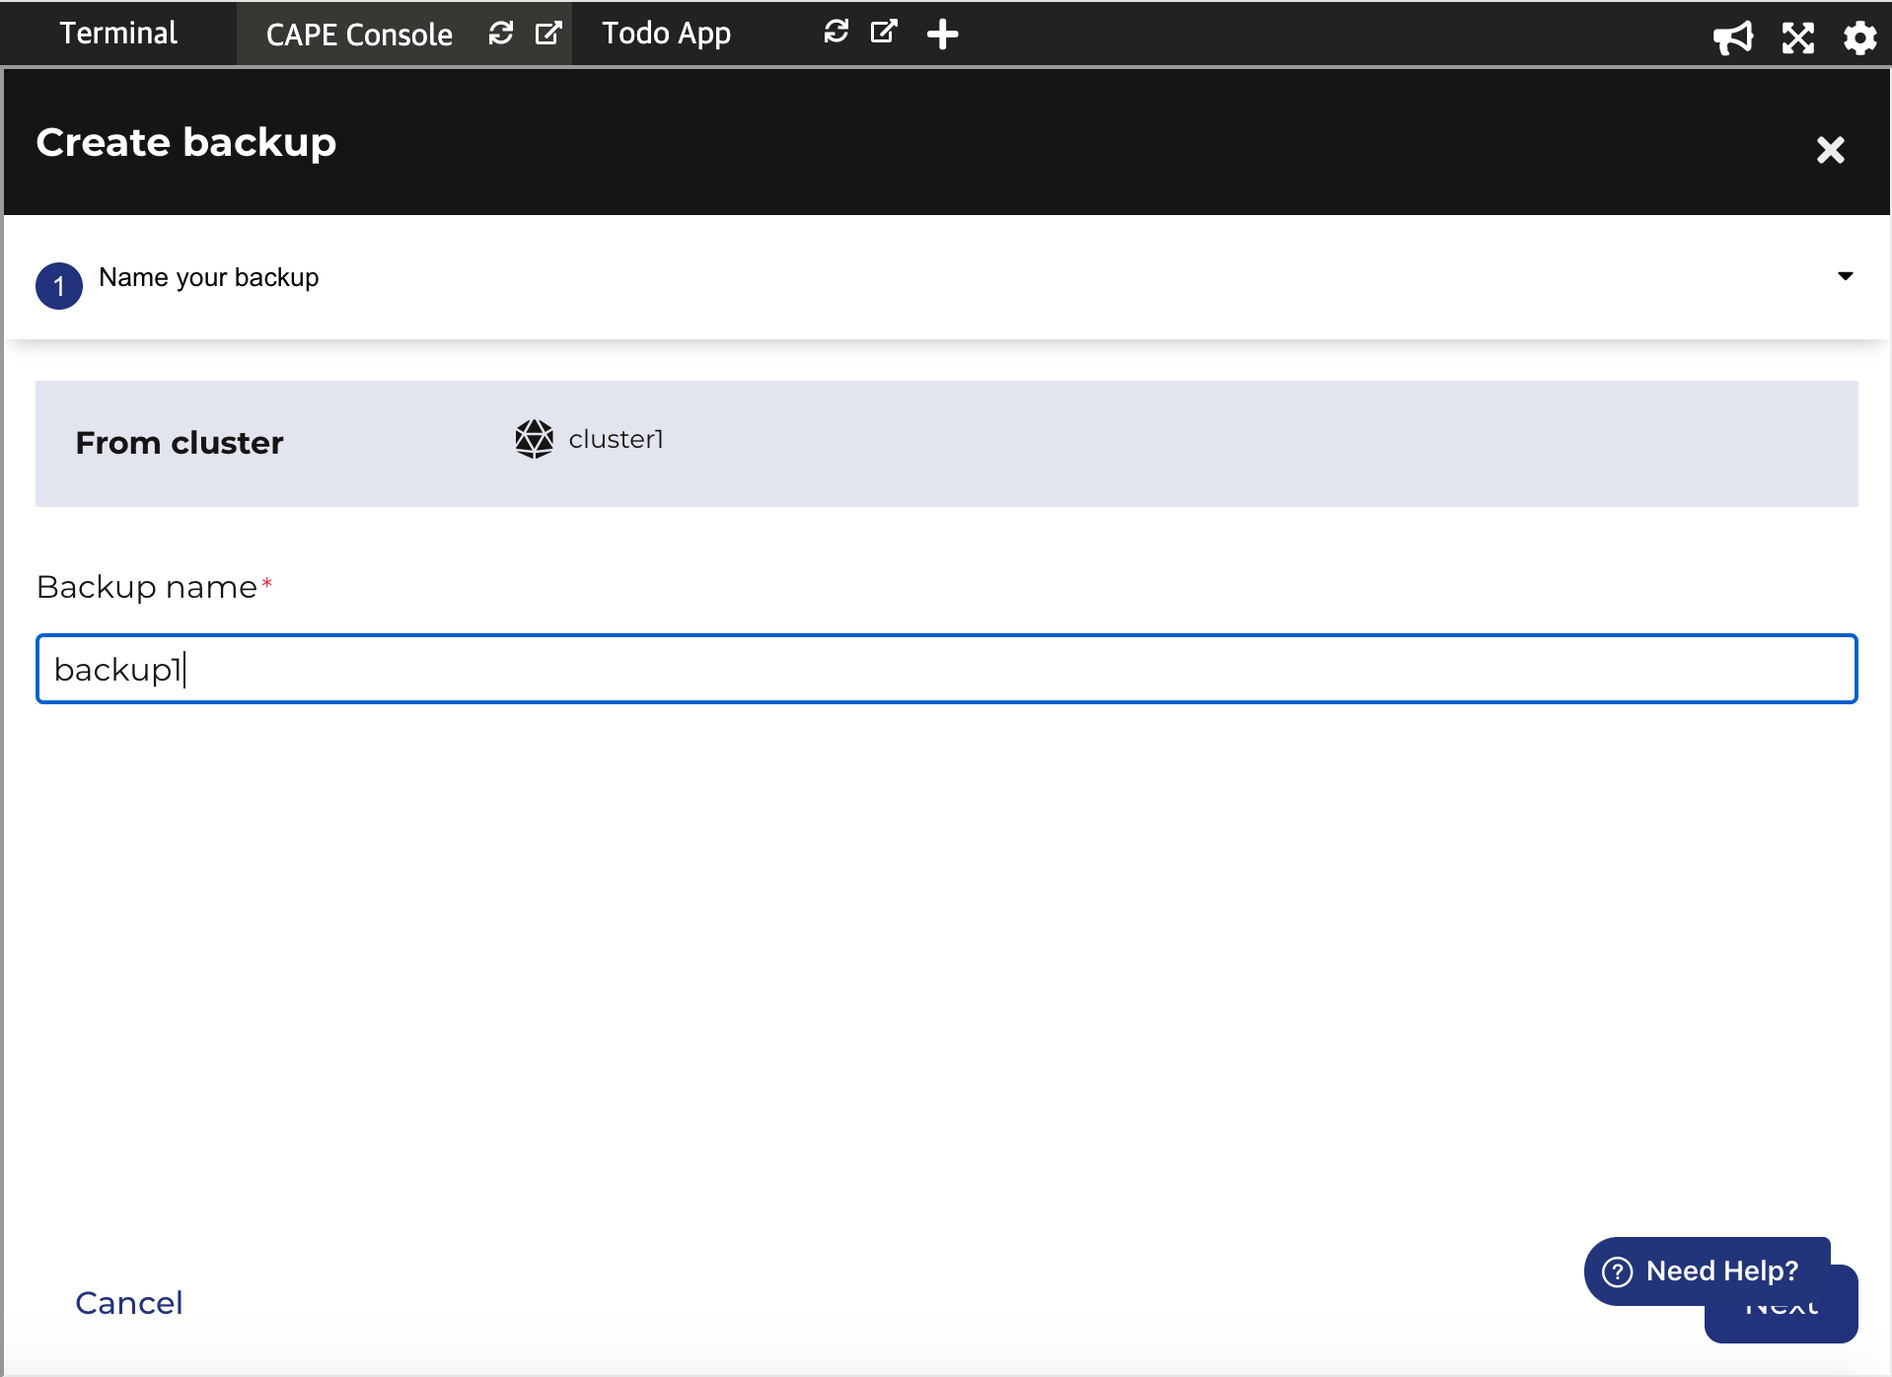 Terminal CAPE Console Todo App
Create backup
1 Name your backup
From cluster cluster1
Backup name*
backup1
Need Help?
Cancel Next